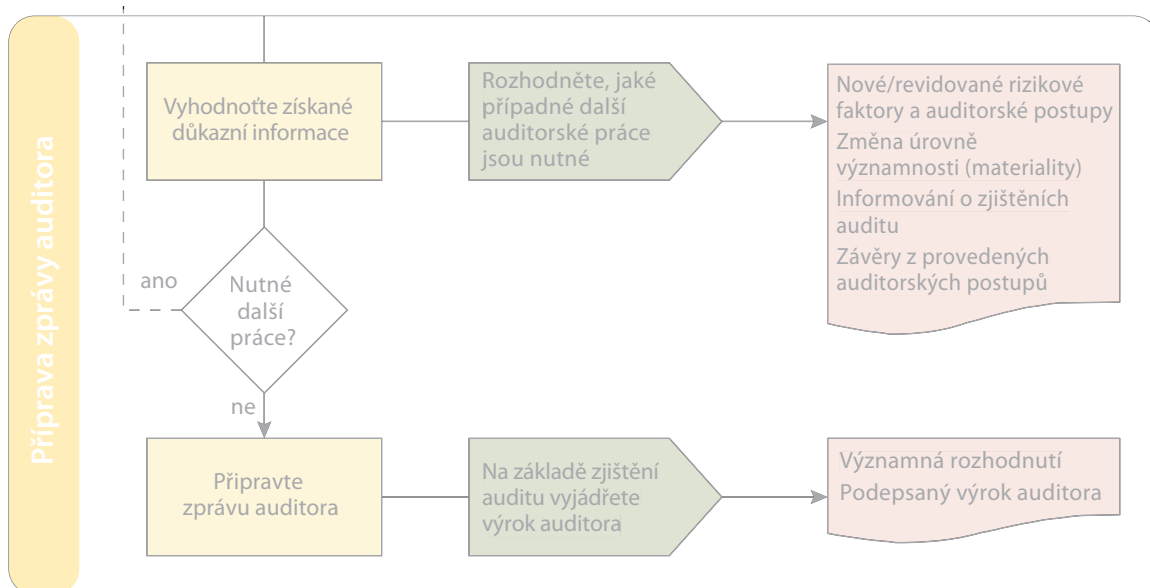 Příprava zprávy auditora
Vyhodnoťte získané
důkazní informace
Rozhodněte, jaké
případné další
auditorské práce
jsou nutné
Nové/revidované rizikové
faktory a auditorské postupy
Změna úrovně
významnosti (materiality)
Informování o zjištěních
auditu
Závěry z provedených
auditorských postupů
ano
Nutné
další
práce?
ne
Připravte
zprávu auditora
Na základě zjištění
auditu vyjádřete
výrok auditora
Významná rozhodnutí
Podepsaný výrok auditora